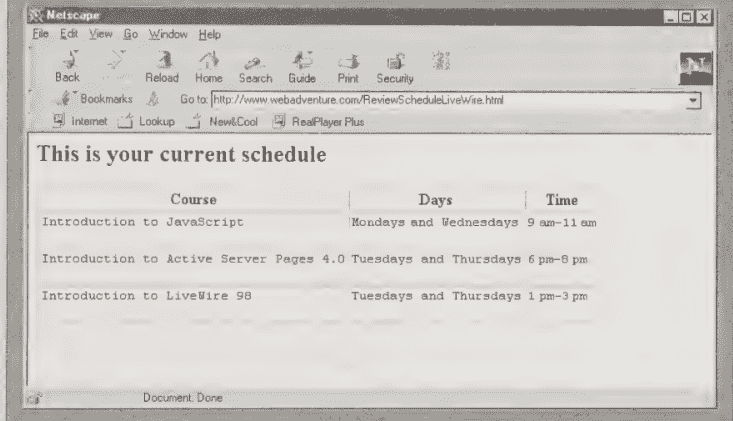 Netscape
File Edit View Go Window Help
Back Reload Home Search Guide Print Security
N
Bookmarks Go to: http://www.webadventure.com/ReviewScheduleLiveWire.html
Internet Lookup New&Cool RealPlayer Plus
This is your current schedule
Course Days Time
Introduction to JavaScript Mondays and Wednesdays 9 am-11 am
Introduction to Active Server Pages 4.0 Tuesdays and Thursdays 6 pm-8 pm
Introduction to LiveWire 98 Tuesdays and Thursdays 1 pm-3 pm
Document: Done